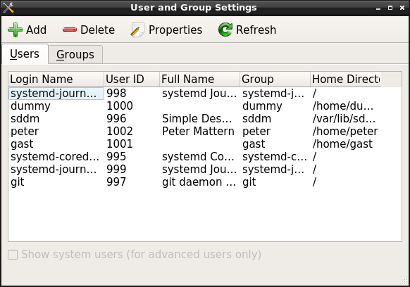 User and Group Settings
Add Delete Properties Refresh
Users Groups
Login Name User ID Full Name Group Home Directo
systemd-journ... 998 systemd Jou... systemd-j... /
dummy 1000 dummy /home/du...
sddm 996 Simple Des... sddm /var/lib/sd...
peter 1002 Peter Mattern peter /home/peter
gast 1001 gast /home/gast
systemd-cored... 995 systemd Co... systemd-c... /
systemd-journ... 999 systemd Jou... systemd-j... /
git 997 git daemon ... git /
Show system users (for advanced users only)